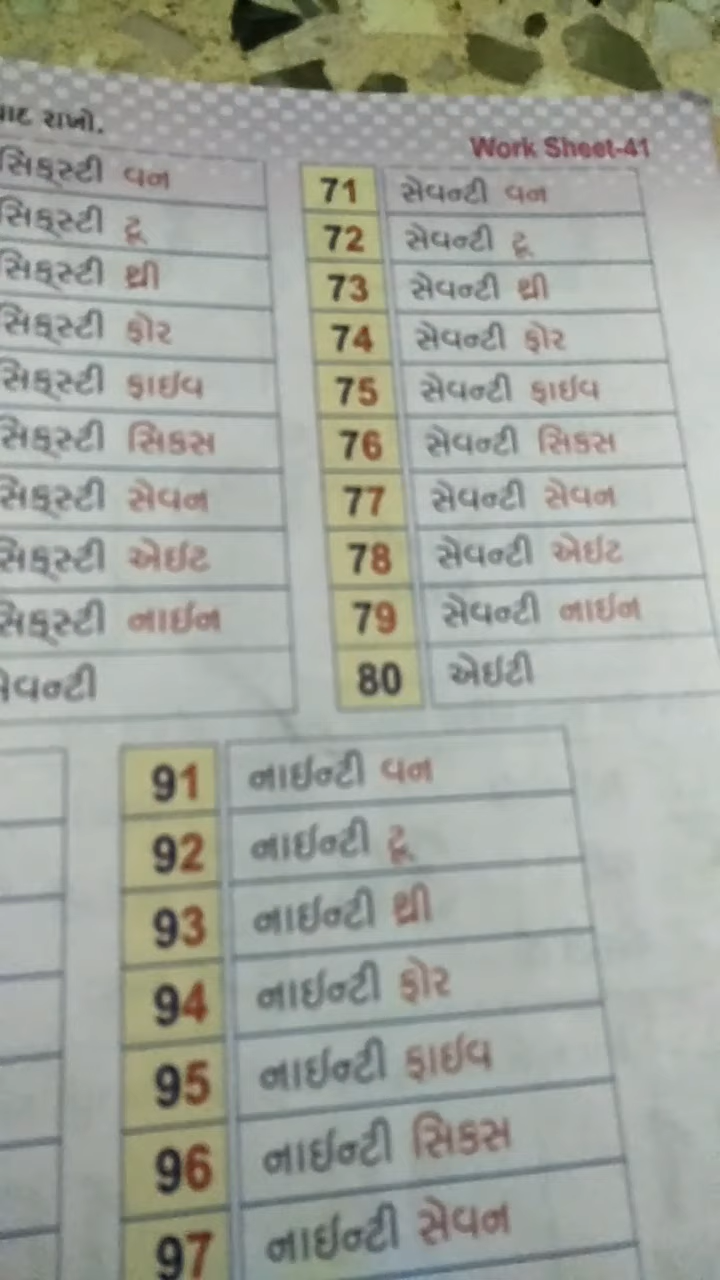 યાદ રાખો.
Work Sheet-41
સિક્સ્ટી વન
સિક્સ્ટી ટૂ
સિક્સ્ટી થ્રી
સિક્સ્ટી ફોર
સિક્સ્ટી ફાઇવ
સિક્સ્ટી સિક્સ
સિક્સ્ટી સેવન
સિક્સ્ટી એઇટ
સિક્સ્ટી નાઇન
સેવન્ટી
71 સેવન્ટી વન
72 સેવન્ટી ટૂ
73 સેવન્ટી થ્રી
74 સેવન્ટી ફોર
75 સેવન્ટી ફાઇવ
76 સેવન્ટી સિક્સ
77 સેવન્ટી સેવન
78 સેવન્ટી એઇટ
79 સેવન્ટી નાઇન
80 એઇટી
91 નાઇન્ટી વન
92 નાઇન્ટી ટૂ
93 નાઇન્ટી થ્રી
94 નાઇન્ટી ફોર
95 નાઇન્ટી ફાઇવ
96 નાઇન્ટી સિક્સ
97 નાઇન્ટી સેવન